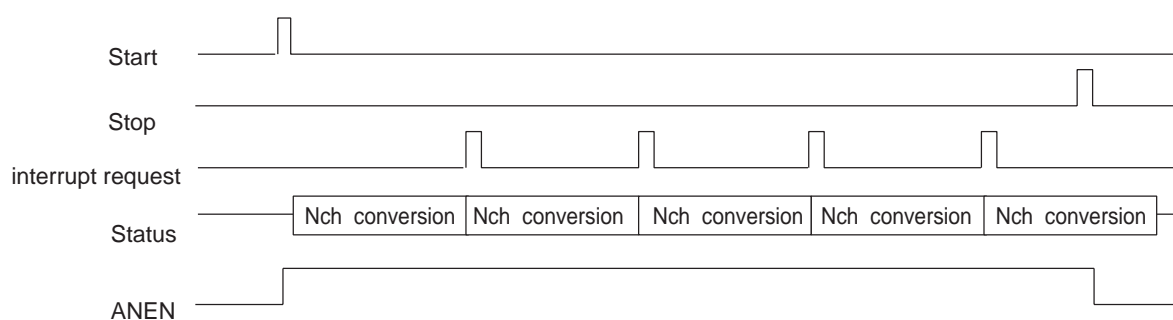 Start
Stop
interrupt request
Nch conversion Nch conversion Nch conversion Nch conversion Nch conversion
Status
ANEN